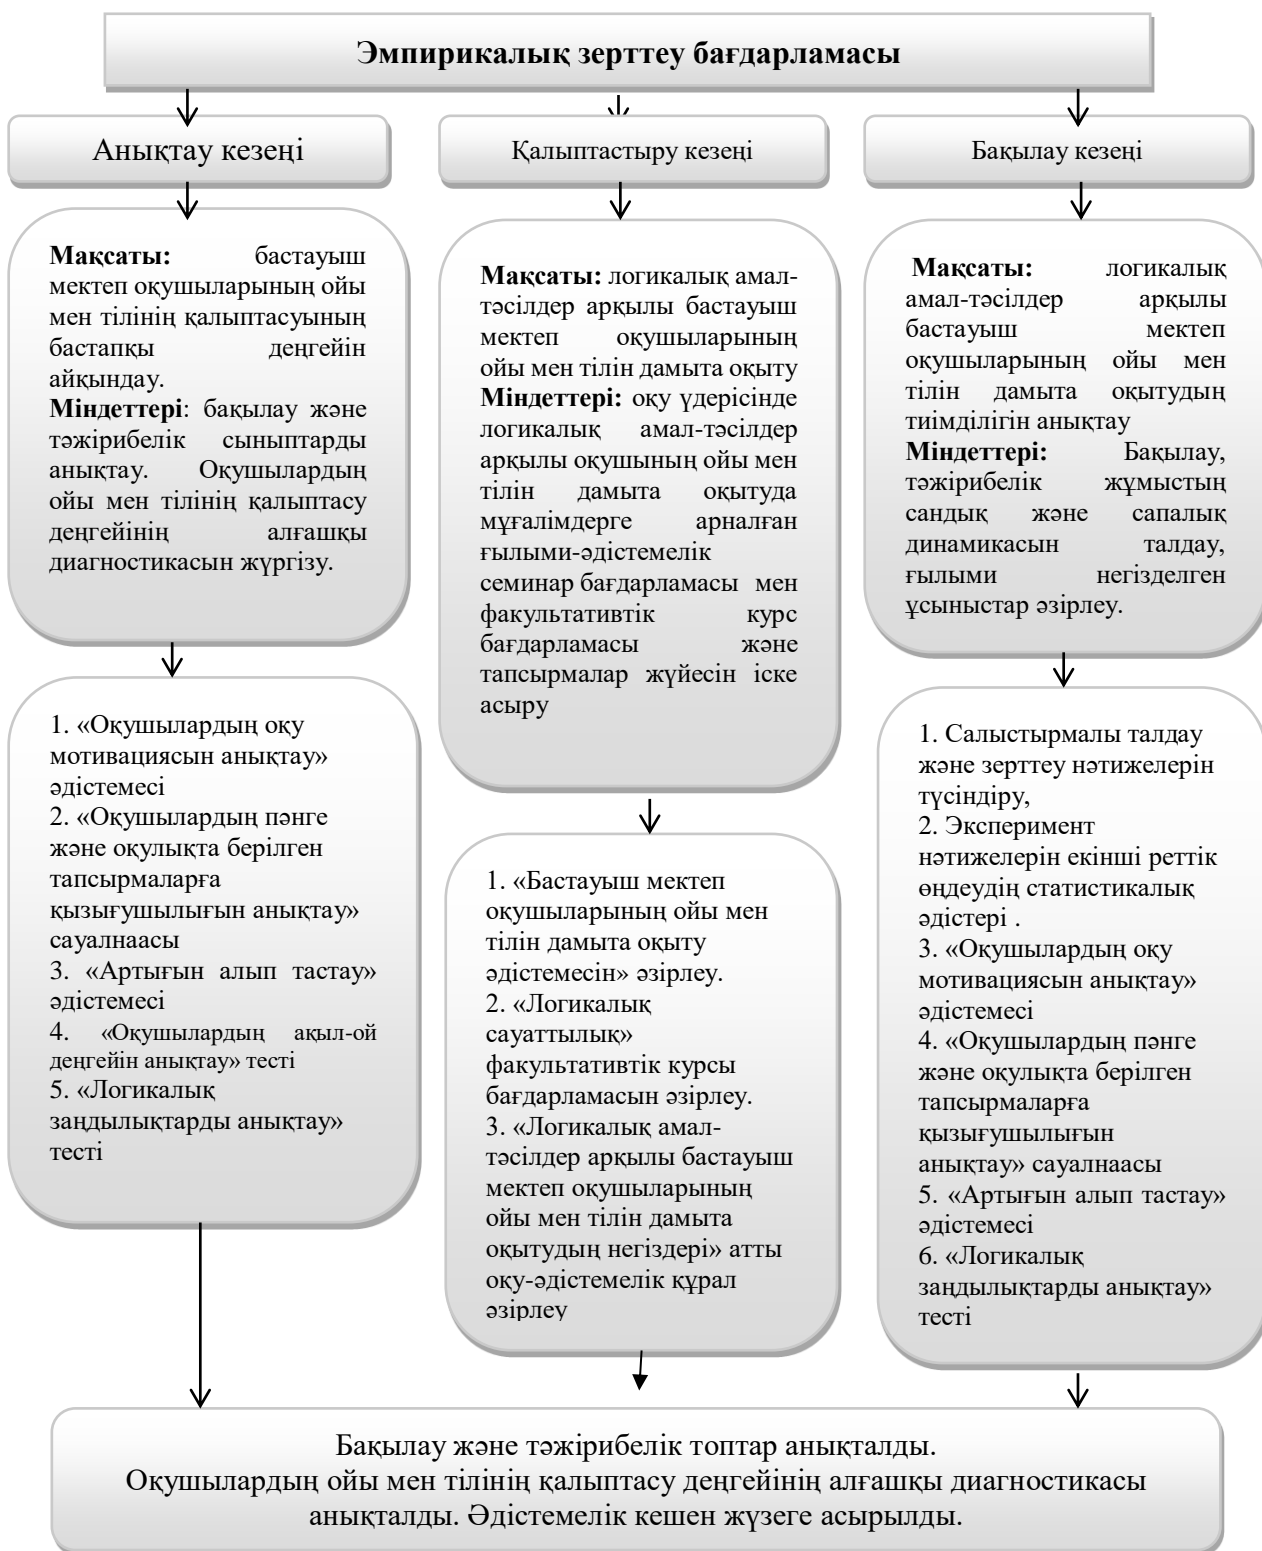 Эмпирикалық зерттеу бағдарламасы
Анықтау кезеңі
Қалыптастыру кезеңі
Бақылау кезеңі
Мақсаты: бастауыш
мектеп оқушыларының ойы
мен тілінің қалыптасуының
бастапқы деңгейін
айқындау.
Міндеттері: бақылау және
тәжірибелік сыныптарды
анықтау. Оқушылардың
ойы мен тілінің қалыптасу
деңгейінің алғашқы
диагностикасын жүргізу.
Мақсаты: логикалық амал-
тәсілдер арқылы бастауыш
мектеп оқушыларының
ойы мен тілін дамыта оқыту
Міндеттері: оқу үдерісінде
логикалық амал-тәсілдер
арқылы оқушының ойы мен
тілін дамыта оқытуда
мұғалімдерге арналған
ғылыми-әдістемелік
семинар бағдарламасы мен
факультативтік курс
бағдарламасы және
тапсырмалар жүйесін іске
асыру
Мақсаты: логикалық
амал-тәсілдер арқылы
бастауыш мектеп
оқушыларының ойы мен
тілін дамыта оқытудың
тиімділігін анықтау
Міндеттері: Бақылау,
тәжірибелік жұмыстың
сандық және сапалық
динамикасын талдау,
ғылыми негізделген
ұсыныстар әзірлеу.
1. «Оқушылардың оқу
мотивациясын анықтау»
әдістемесі
2. «Оқушылардың пәнге
және оқулықта берілген
тапсырмаларға
қызығушылығын анықтау»
сауалнаасы
3. «Артығын алып тастау»
әдістемесі
4. «Оқушылардың ақыл-ой
деңгейін анықтау» тесті
5. «Логикалық
заңдылықтарды анықтау»
тесті
1. «Бастауыш мектеп
оқушыларының ойы мен
тілін дамыта оқыту
әдістемесін» әзірлеу.
2. «Логикалық
сауаттылық»
факультативтік курсы
бағдарламасын әзірлеу.
3. «Логикалық амал-
тәсілдер арқылы бастауыш
мектеп оқушыларының
ойы мен тілін дамыта
оқытудың негіздері» атты
оқу-әдістемелік құрал
әзірлеу
1. Салыстырмалы талдау
және зерттеу нәтижелерін
түсіндіру,
2. Эксперимент
нәтижелерін екінші реттік
өңдеудің статистикалық
әдістері .
3. «Оқушылардың оқу
мотивациясын анықтау»
әдістемесі
4. «Оқушылардың пәнге
және оқулықта берілген
тапсырмаларға
қызығушылығын
анықтау» сауалнаасы
5. «Артығын алып тастау»
әдістемесі
6. «Логикалық
заңдылықтарды анықтау»
тесті
Бақылау және тәжірибелік топтар анықталды.
Оқушылардың ойы мен тілінің қалыптасу деңгейінің алғашқы диагностикасы
анықталды. Әдістемелік кешен жүзеге асырылды.